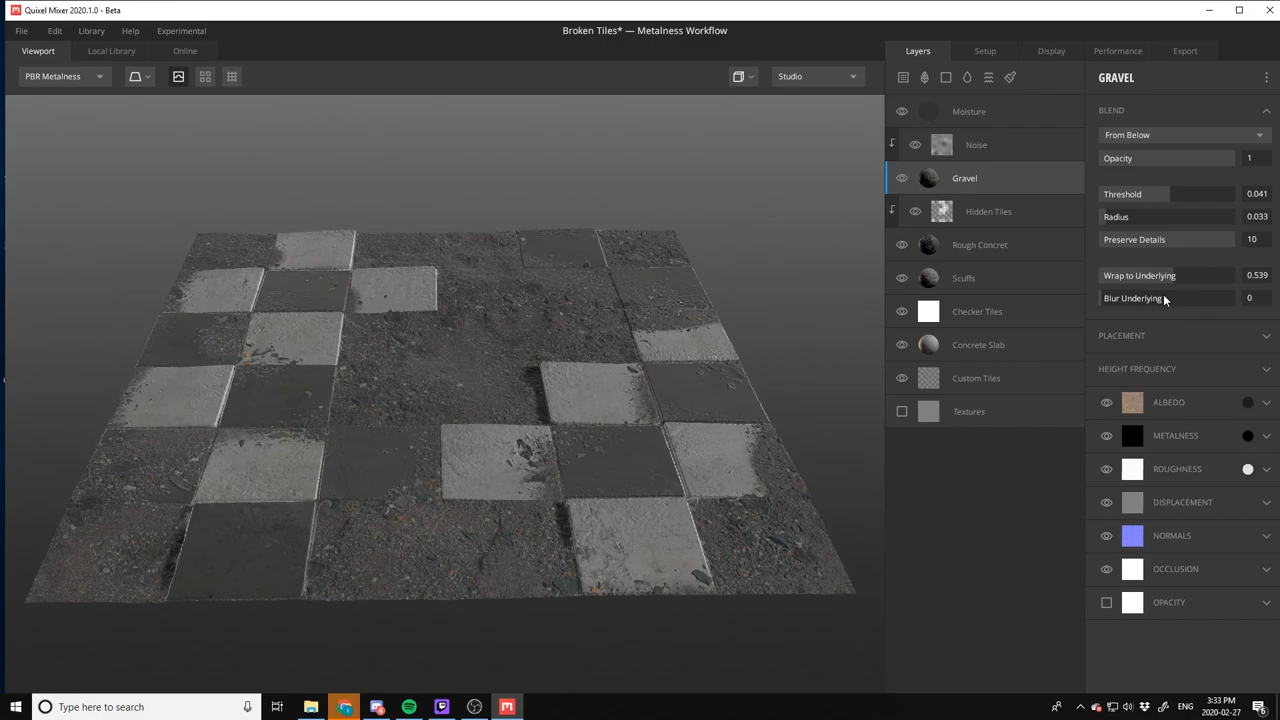 Quixel Mixer 2020.1.0 - Beta
File Edit Library Help Experimental
Broken Tiles* — Metalness Workflow
Viewport Local Library Online
Layers Setup Display Performance Export
PBR Metalness
Studio
GRAVEL
BLEND
From Below
Opacity 1
Threshold 0.041
Radius 0.033
Preserve Details 10
Wrap to Underlying 0.539
Blur Underlying 0
PLACEMENT
HEIGHT FREQUENCY
ALBEDO
METALNESS
ROUGHNESS
DISPLACEMENT
NORMALS
OCCLUSION
OPACITY
Moisture
Noise
Gravel
Hidden Tiles
Rough Concret
Scuffs
Checker Tiles
Concrete Slab
Custom Tiles
Textures
Type here to search
ENG
3:33 PM
2020-02-27